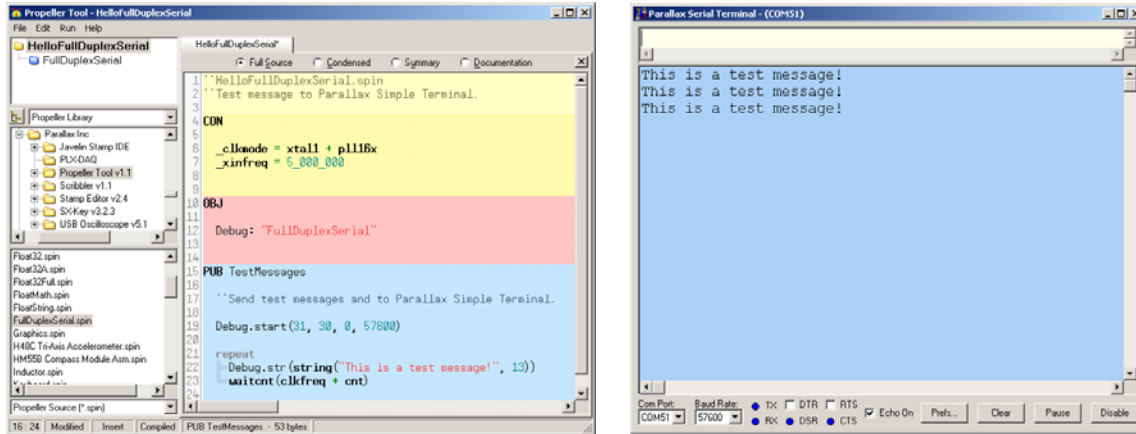 Propeller Tool - HelloFullDuplexSerial
File Edit Run Help
HelloFullDuplexSerial
FullDuplexSerial
Propeller Library
Parallax Inc
Javelin Stamp IDE
PLX-DAQ
Propeller Tool v1.1
Scribbler v1.1
Stamp Editor v2.4
SX-Key v3.2.3
USB Oscilloscope v5.1
Float32.spin
Float32A.spin
Float32Full.spin
FloatMath.spin
FloatString.spin
FullDuplexSerial.spin
Graphics.spin
H48C Tri-Axis Accelerometer.spin
HM55B Compass Module Asm.spin
Inductor.spin
Keyboard.spin
Propeller Source (*.spin)
HelloFullDuplexSerial*
Full Source Condensed Summary Documentation
1 ''HelloFullDuplexSerial.spin
2 ''Test message to Parallax Simple Terminal.
3
4 CON
5
6 _clkmode = xtal1 + pll16x
7 _xinfreq = 5_000_000
8
9
10 OBJ
11
12 Debug: "FullDuplexSerial"
13
14
15 PUB TestMessages
16
17 ''Send test messages and to Parallax Simple Terminal.
18
19 Debug.start(31, 30, 0, 57600)
20
21 repeat
22 Debug.str(string("This is a test message!", 13))
23 waitcnt(clkfreq + cnt)
24
16 : 24 Modified Insert Compiled PUB TestMessages - 53 bytes
Parallax Serial Terminal - (COM51)
This is a test message!
This is a test message!
This is a test message!
Com Port: Baud Rate: TX DTR RTS
COM51 57600 RX DSR CTS Echo On Prefs... Clear Pause Disable